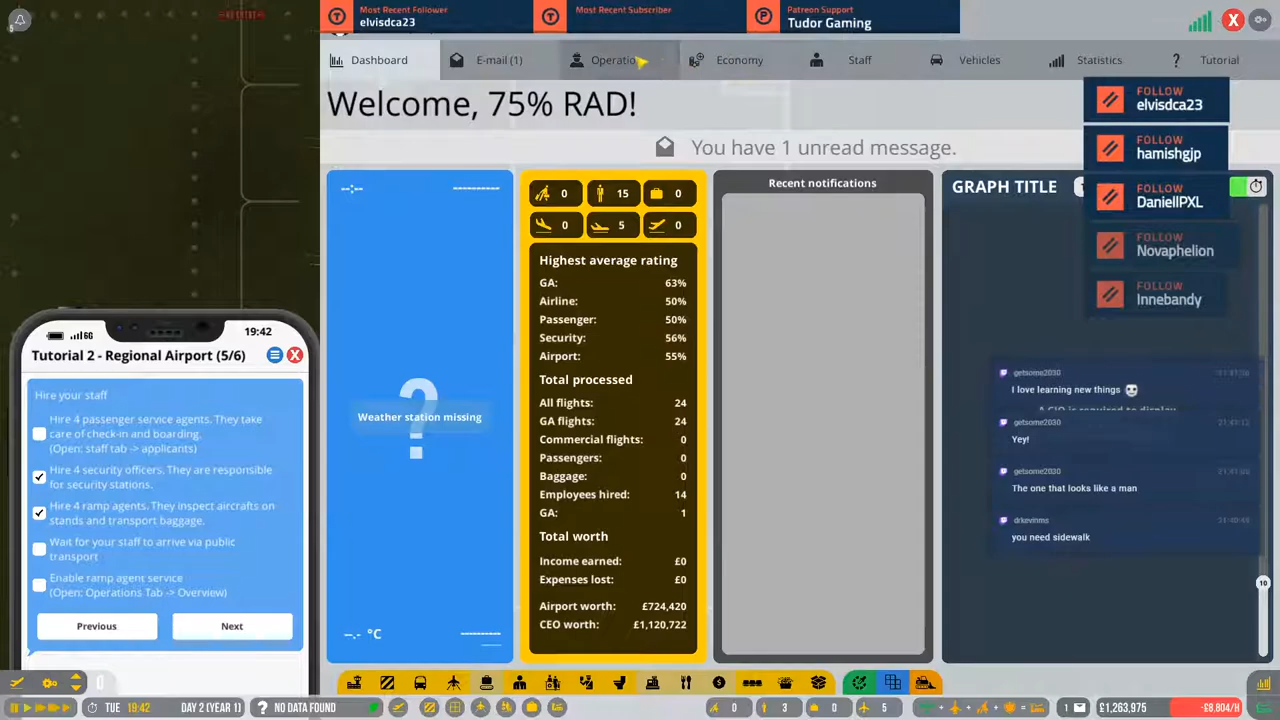 Most Recent Follower
elvisdca23
Most Recent Subscriber
Patreon Support
Tudor Gaming
Dashboard
E-mail (1)
Operatio
Economy
Staff
Vehicles
Statistics
Tutorial
Welcome, 75% RAD!
You have 1 unread message.
FOLLOW
elvisdca23
FOLLOW
hamishgjp
FOLLOW
DaniellPXL
FOLLOW
Novaphelion
FOLLOW
Innebandy
--:-- ----------
Weather station missing
--.- °C
0
15
0
0
5
0
Highest average rating
GA: 63%
Airline: 50%
Passenger: 50%
Security: 56%
Airport: 55%
Total processed
All flights: 24
GA flights: 24
Commercial flights: 0
Passengers: 0
Baggage: 0
Employees hired: 14
GA: 1
Total worth
Income earned: £0
Expenses lost: £0
Airport worth: £724,420
CEO worth: £1,120,722
Recent notifications
GRAPH TITLE
getsome2030
I love learning new things
getsome2030 21:41:12
Yey!
getsome2030
The one that looks like a man
drkevinms
you need sidewalk
10
6G
19:42
Tutorial 2 - Regional Airport (5/6)
Hire your staff
Hire 4 passenger service agents. They take
care of check-in and boarding.
(Open: staff tab -> applicants)
Hire 4 security officers. They are responsible
for security stations.
Hire 4 ramp agents. They inspect aircrafts on
stands and transport baggage.
Wait for your staff to arrive via public
transport
Enable ramp agent service
(Open: Operations Tab -> Overview)
Previous
Next
TUE 19:42
DAY 2 (YEAR 1)
? NO DATA FOUND
0
3
0
5
1
£1,263,975
-£8.804/H